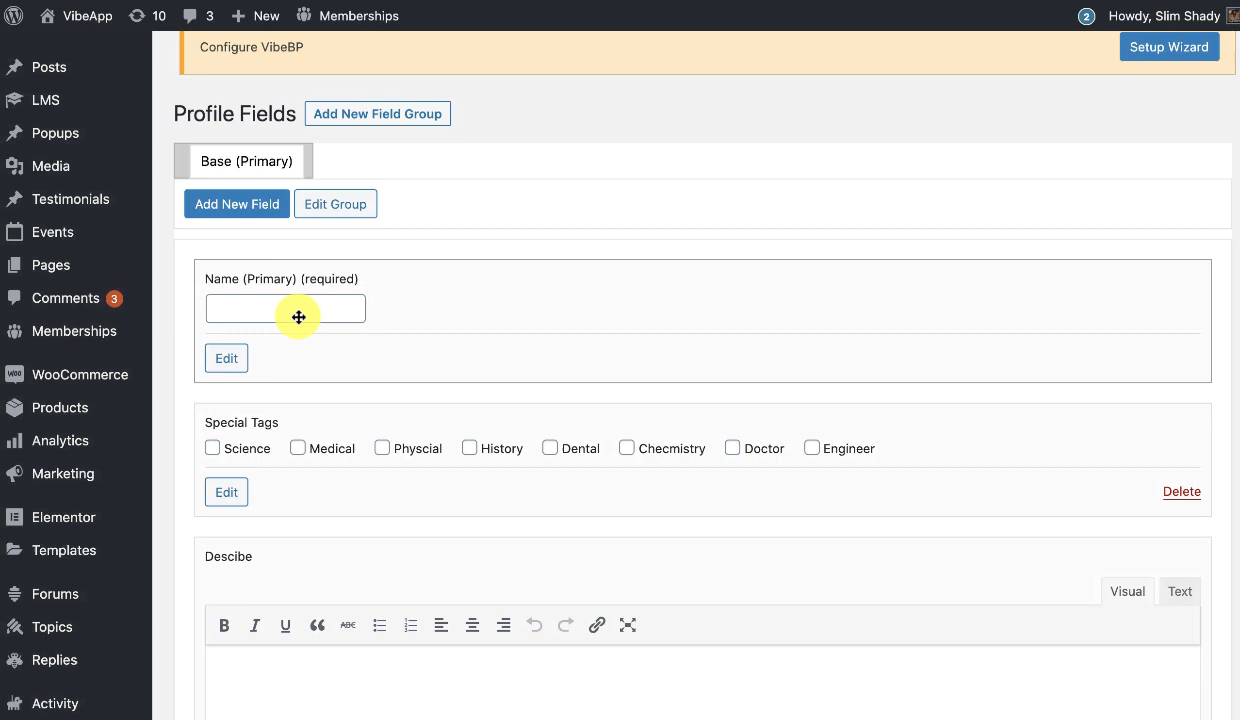 VibeApp 10 3 New Memberships 2 Howdy, Slim Shady
Configure VibeBP Setup Wizard
Posts
LMS
Popups
Media
Testimonials
Events
Pages
Comments 3
Memberships
WooCommerce
Products
Analytics
Marketing
Elementor
Templates
Forums
Topics
Replies
Activity
Profile Fields Add New Field Group
Base (Primary)
Add New Field Edit Group
Name (Primary) (required)
Edit
Special Tags
Science Medical Physcial History Dental Checmistry Doctor Engineer
Edit Delete
Descibe
Visual Text
B I U ABC